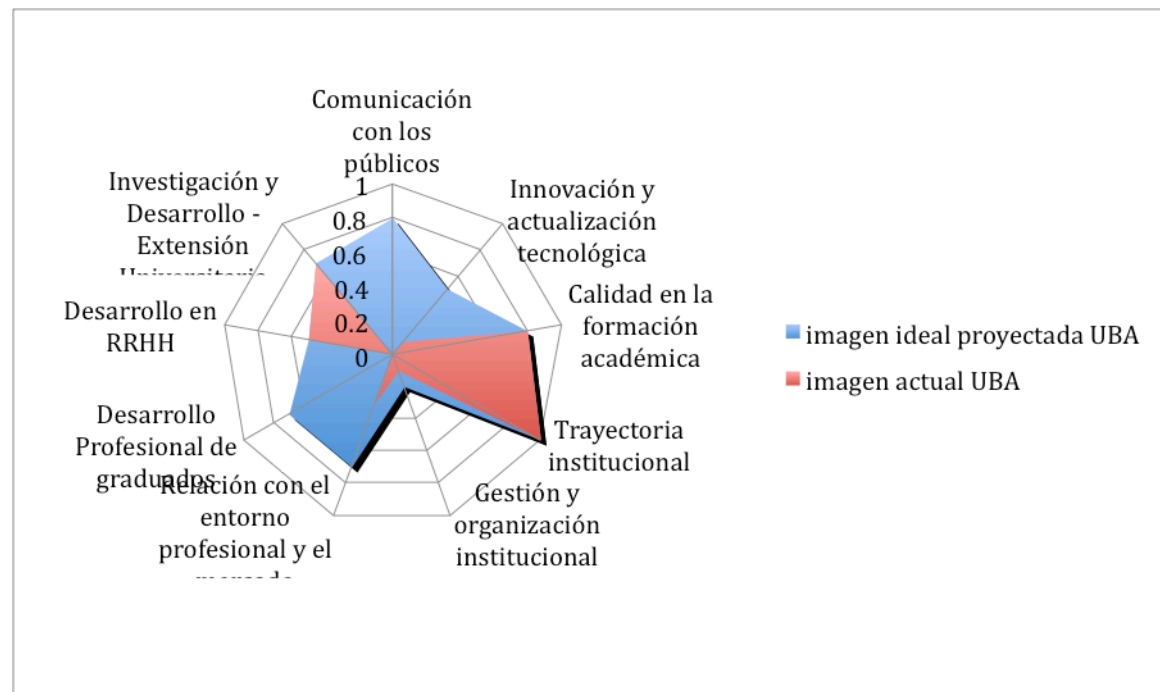 Comunicación
con los
públicos
Innovación y
actualización
tecnológica
Calidad en la
formación
académica
Trayectoria
institucional
Gestión y
organización
institucional
Relación con el
entorno
profesional y el
Desarrollo
Profesional de
graduados
Desarrollo en
RRHH
Investigación y
Desarrollo -
Extensión
1
0.8
0.6
0.4
0.2
0
imagen ideal proyectada UBA
imagen actual UBA